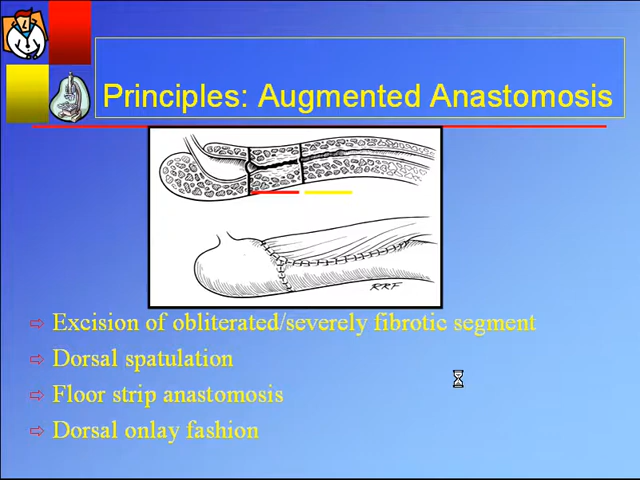 Principles: Augmented Anastomosis
RRF
Excision of obliterated/severely fibrotic segment
Dorsal spatulation
Floor strip anastomosis
Dorsal onlay fashion